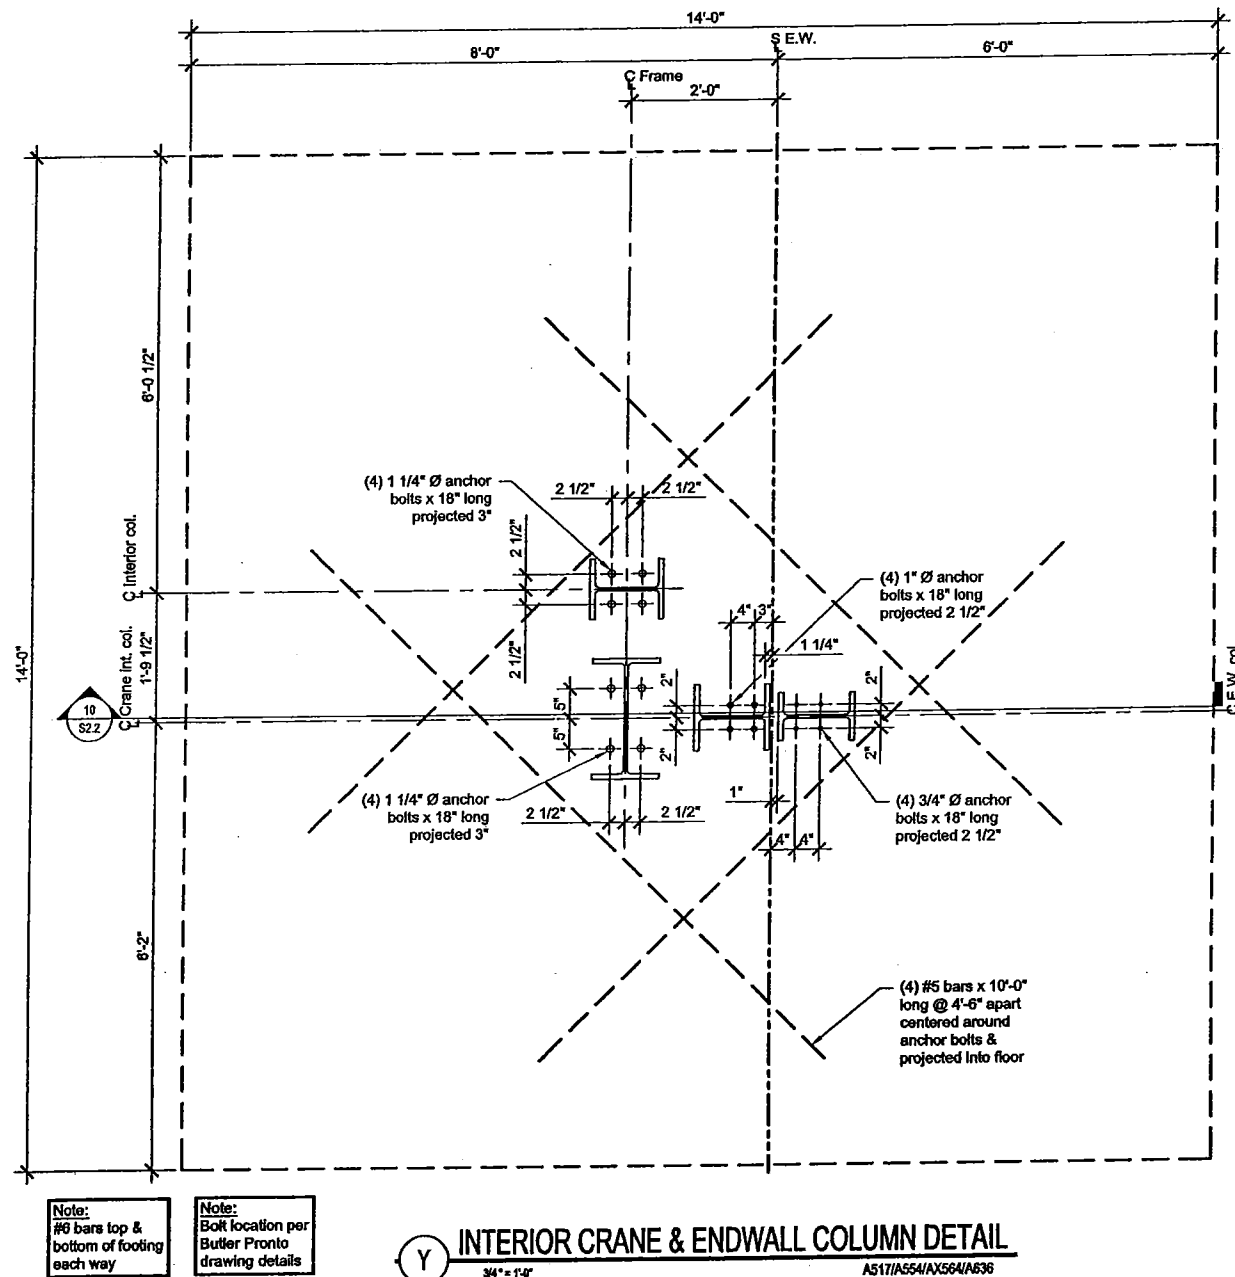 14'-0"
8'-0"
S E.W.
L
6'-0"
C Frame
L
2'-0"
6'-0 1/2"
(4) 1 1/4" Ø anchor
bolts x 18" long
projected 3"
2 1/2"
2 1/2"
2 1/2"
2 1/2"
C Interior col.
L
(4) 1" Ø anchor
bolts x 18" long
projected 2 1/2"
4"
3"
1 1/4"
14'-0"
C Crane int. col.
L
1'-9 1/2"
10
S2.2
5"
5"
2"
2"
2"
2"
C E.W. col.
L
(4) 1 1/4" Ø anchor
bolts x 18" long
projected 3"
2 1/2"
2 1/2"
1"
4"
4"
(4) 3/4" Ø anchor
bolts x 18" long
projected 2 1/2"
6'-2"
(4) #5 bars x 10'-0"
long @ 4'-6" apart
centered around
anchor bolts &
projected into floor
Note:
#6 bars top &
bottom of footing
each way
Note:
Bolt location per
Butler Pronto
drawing details
Y
INTERIOR CRANE & ENDWALL COLUMN DETAIL
3/4" = 1'-0"
A517/A554/AX564/A636